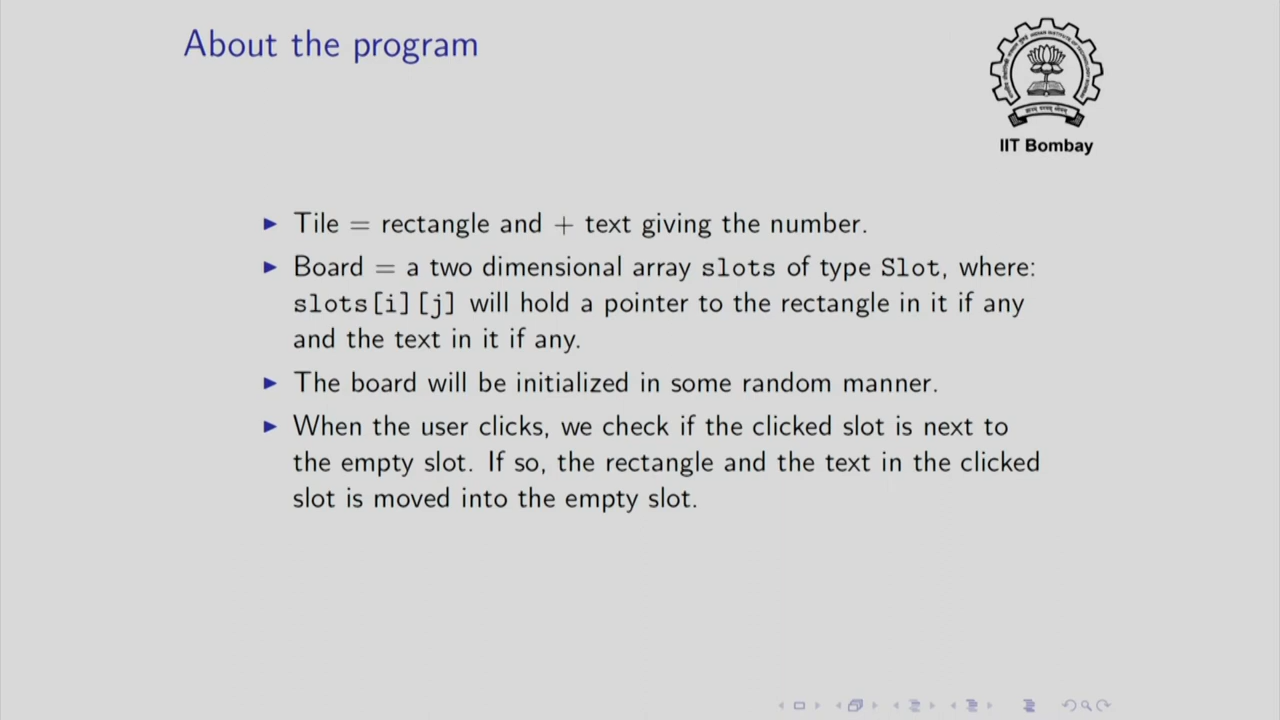 About the program
IIT Bombay
Tile = rectangle and + text giving the number.
Board = a two dimensional array slots of type Slot, where:
slots[i][j] will hold a pointer to the rectangle in it if any
and the text in it if any.
The board will be initialized in some random manner.
When the user clicks, we check if the clicked slot is next to
the empty slot. If so, the rectangle and the text in the clicked
slot is moved into the empty slot.